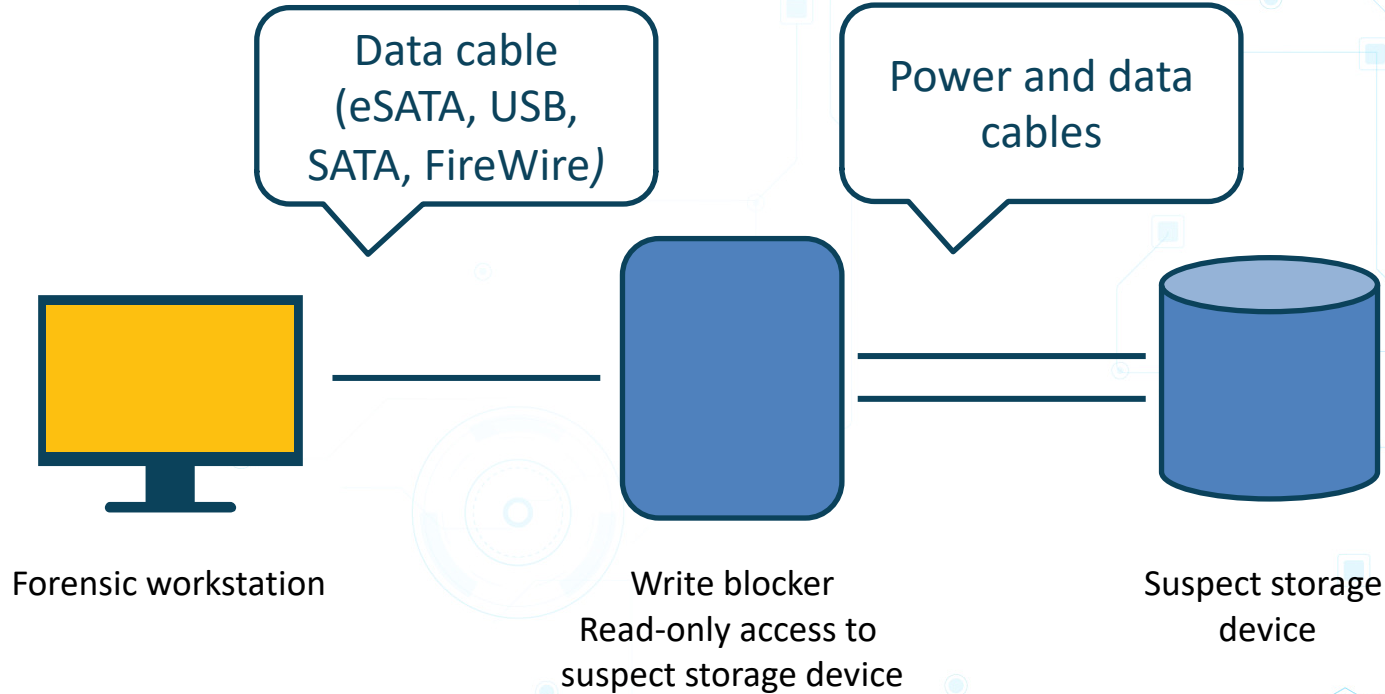 Data cable
(eSATA, USB,
SATA, FireWire)
Power and data
cables
Forensic workstation
Write blocker
Read-only access to
suspect storage device
Suspect storage
device